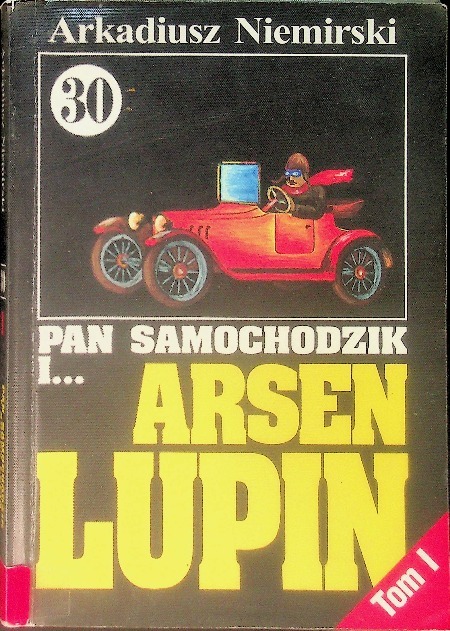 Arkadiusz Niemirski
30
PAN SAMOCHODZIK
I...
ARSEN
LUPIN
Tom I